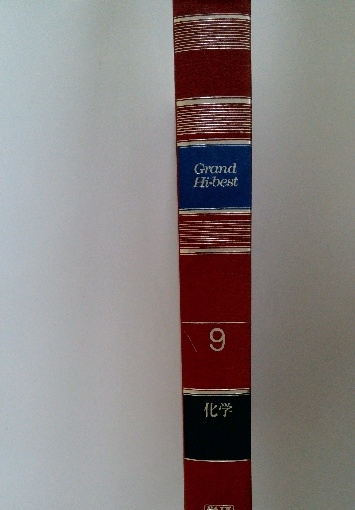 Grand
Hi-best
9
化学